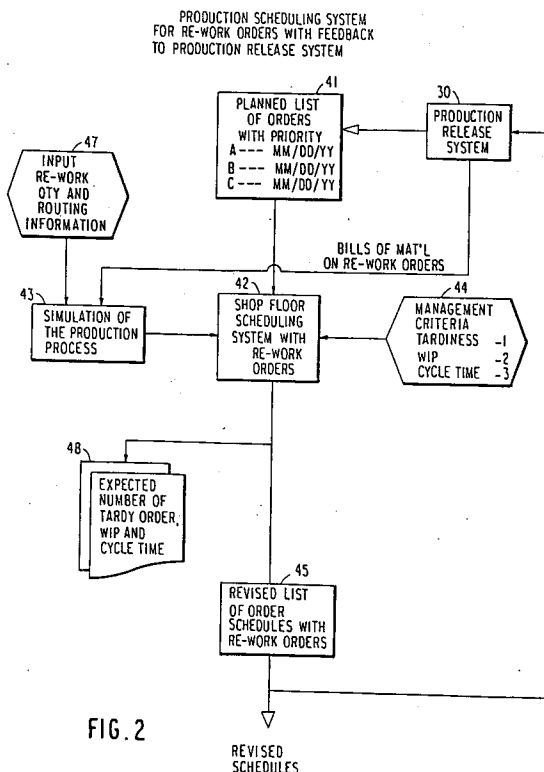 PRODUCTION SCHEDULING SYSTEM
FOR RE-WORK ORDERS WITH FEEDBACK
TO PRODUCTION RELEASE SYSTEM
41
PLANNED LIST
OF ORDERS
WITH PRIORITY
A--- MM/DD/YY
B--- MM/DD/YY
C--- MM/DD/YY
30
PRODUCTION
RELEASE
SYSTEM
47
INPUT
RE-WORK
QTY AND
ROUTING
INFORMATION
BILLS OF MAT'L
ON RE-WORK ORDERS
43
SIMULATION OF
THE PRODUCTION
PROCESS
42
SHOP FLOOR
SCHEDULING
SYSTEM WITH
RE-WORK
ORDERS
44
MANAGEMENT
CRITERIA
TARDINESS -1
WIP -2
CYCLE TIME -3
48
EXPECTED
NUMBER OF
TARDY ORDER,
WIP AND
CYCLE TIME
45
REVISED LIST
OF ORDER
SCHEDULES WITH
RE-WORK ORDERS
FIG.2
REVISED
SCHEDULES